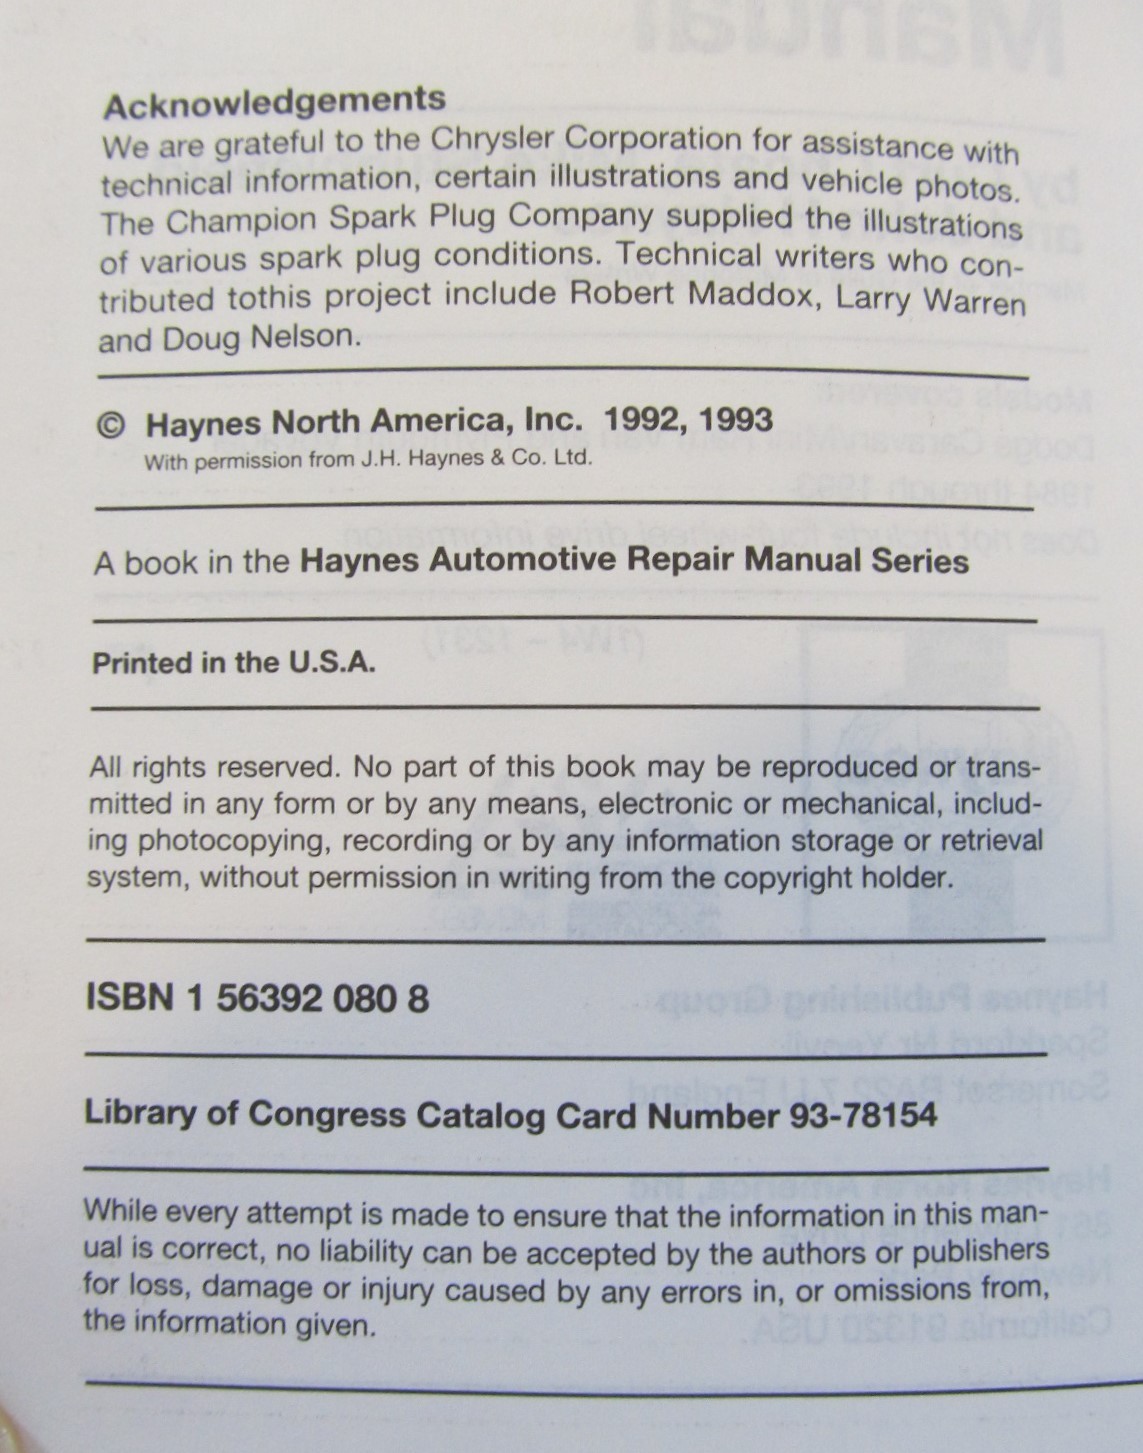 Acknowledgements
We are grateful to the Chrysler Corporation for assistance with
technical information, certain illustrations and vehicle photos.
The Champion Spark Plug Company supplied the illustrations
of various spark plug conditions. Technical writers who con-
tributed tothis project include Robert Maddox, Larry Warren
and Doug Nelson.
© Haynes North America, Inc. 1992, 1993
With permission from J.H. Haynes & Co. Ltd.
A book in the Haynes Automotive Repair Manual Series
Printed in the U.S.A.
All rights reserved. No part of this book may be reproduced or trans-
mitted in any form or by any means, electronic or mechanical, includ-
ing photocopying, recording or by any information storage or retrieval
system, without permission in writing from the copyright holder.
ISBN 1 56392 080 8
Library of Congress Catalog Card Number 93-78154
While every attempt is made to ensure that the information in this man-
ual is correct, no liability can be accepted by the authors or publishers
for loss, damage or injury caused by any errors in, or omissions from,
the information given.